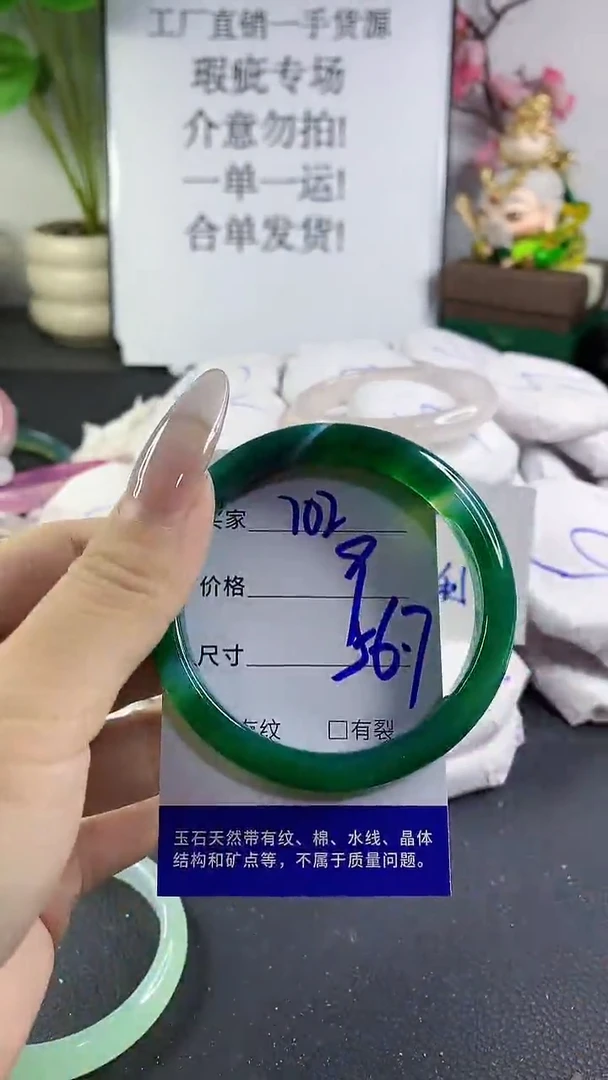 工厂直销一手货源
瑕疵专场
介意勿拍!
一单一运!
合单发货!
买家 702
价格 9
尺寸 56.7
纹 □有裂
利
玉石天然带有纹、棉、水线、晶体
结构和矿点等，不属于质量问题。